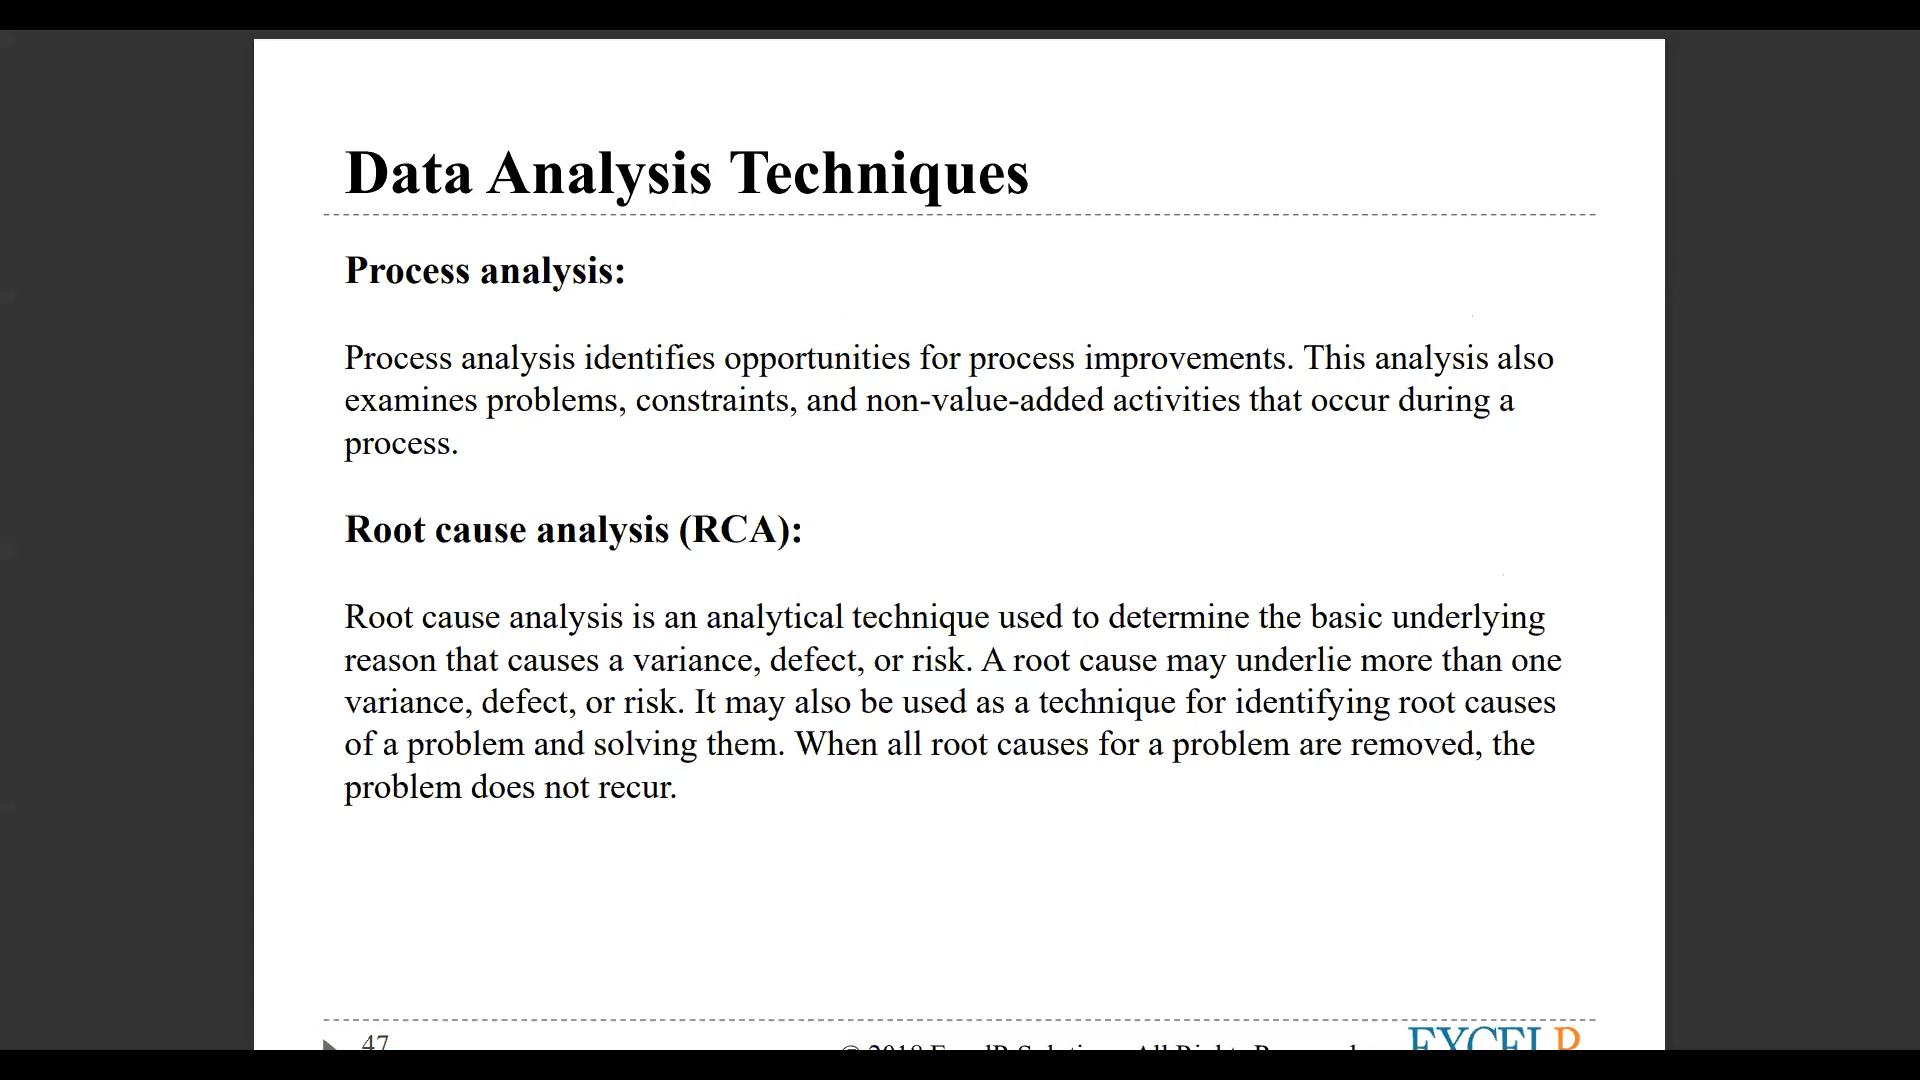 Data Analysis Techniques
Process analysis:
Process analysis identifies opportunities for process improvements. This analysis also
examines problems, constraints, and non-value-added activities that occur during a
process.
Root cause analysis (RCA):
Root cause analysis is an analytical technique used to determine the basic underlying
reason that causes a variance, defect, or risk. A root cause may underlie more than one
variance, defect, or risk. It may also be used as a technique for identifying root causes
of a problem and solving them. When all root causes for a problem are removed, the
problem does not recur.
47
EXCELR